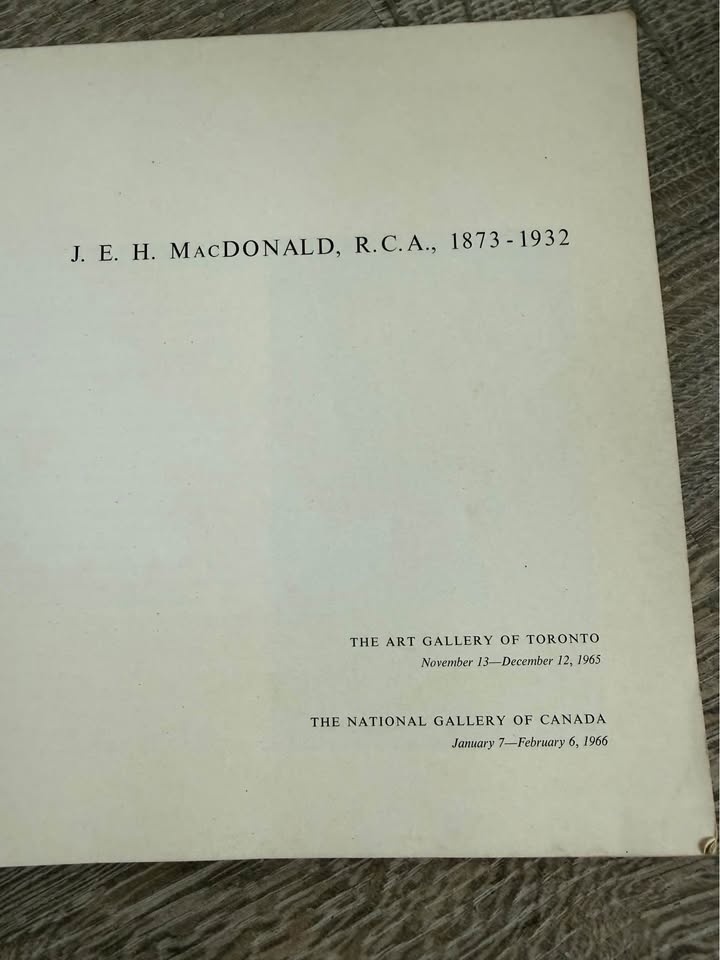 J. E. H. MACDONALD, R.C.A., 1873-1932
THE ART GALLERY OF TORONTO
November 13—December 12, 1965
THE NATIONAL GALLERY OF CANADA
January 7—February 6, 1966